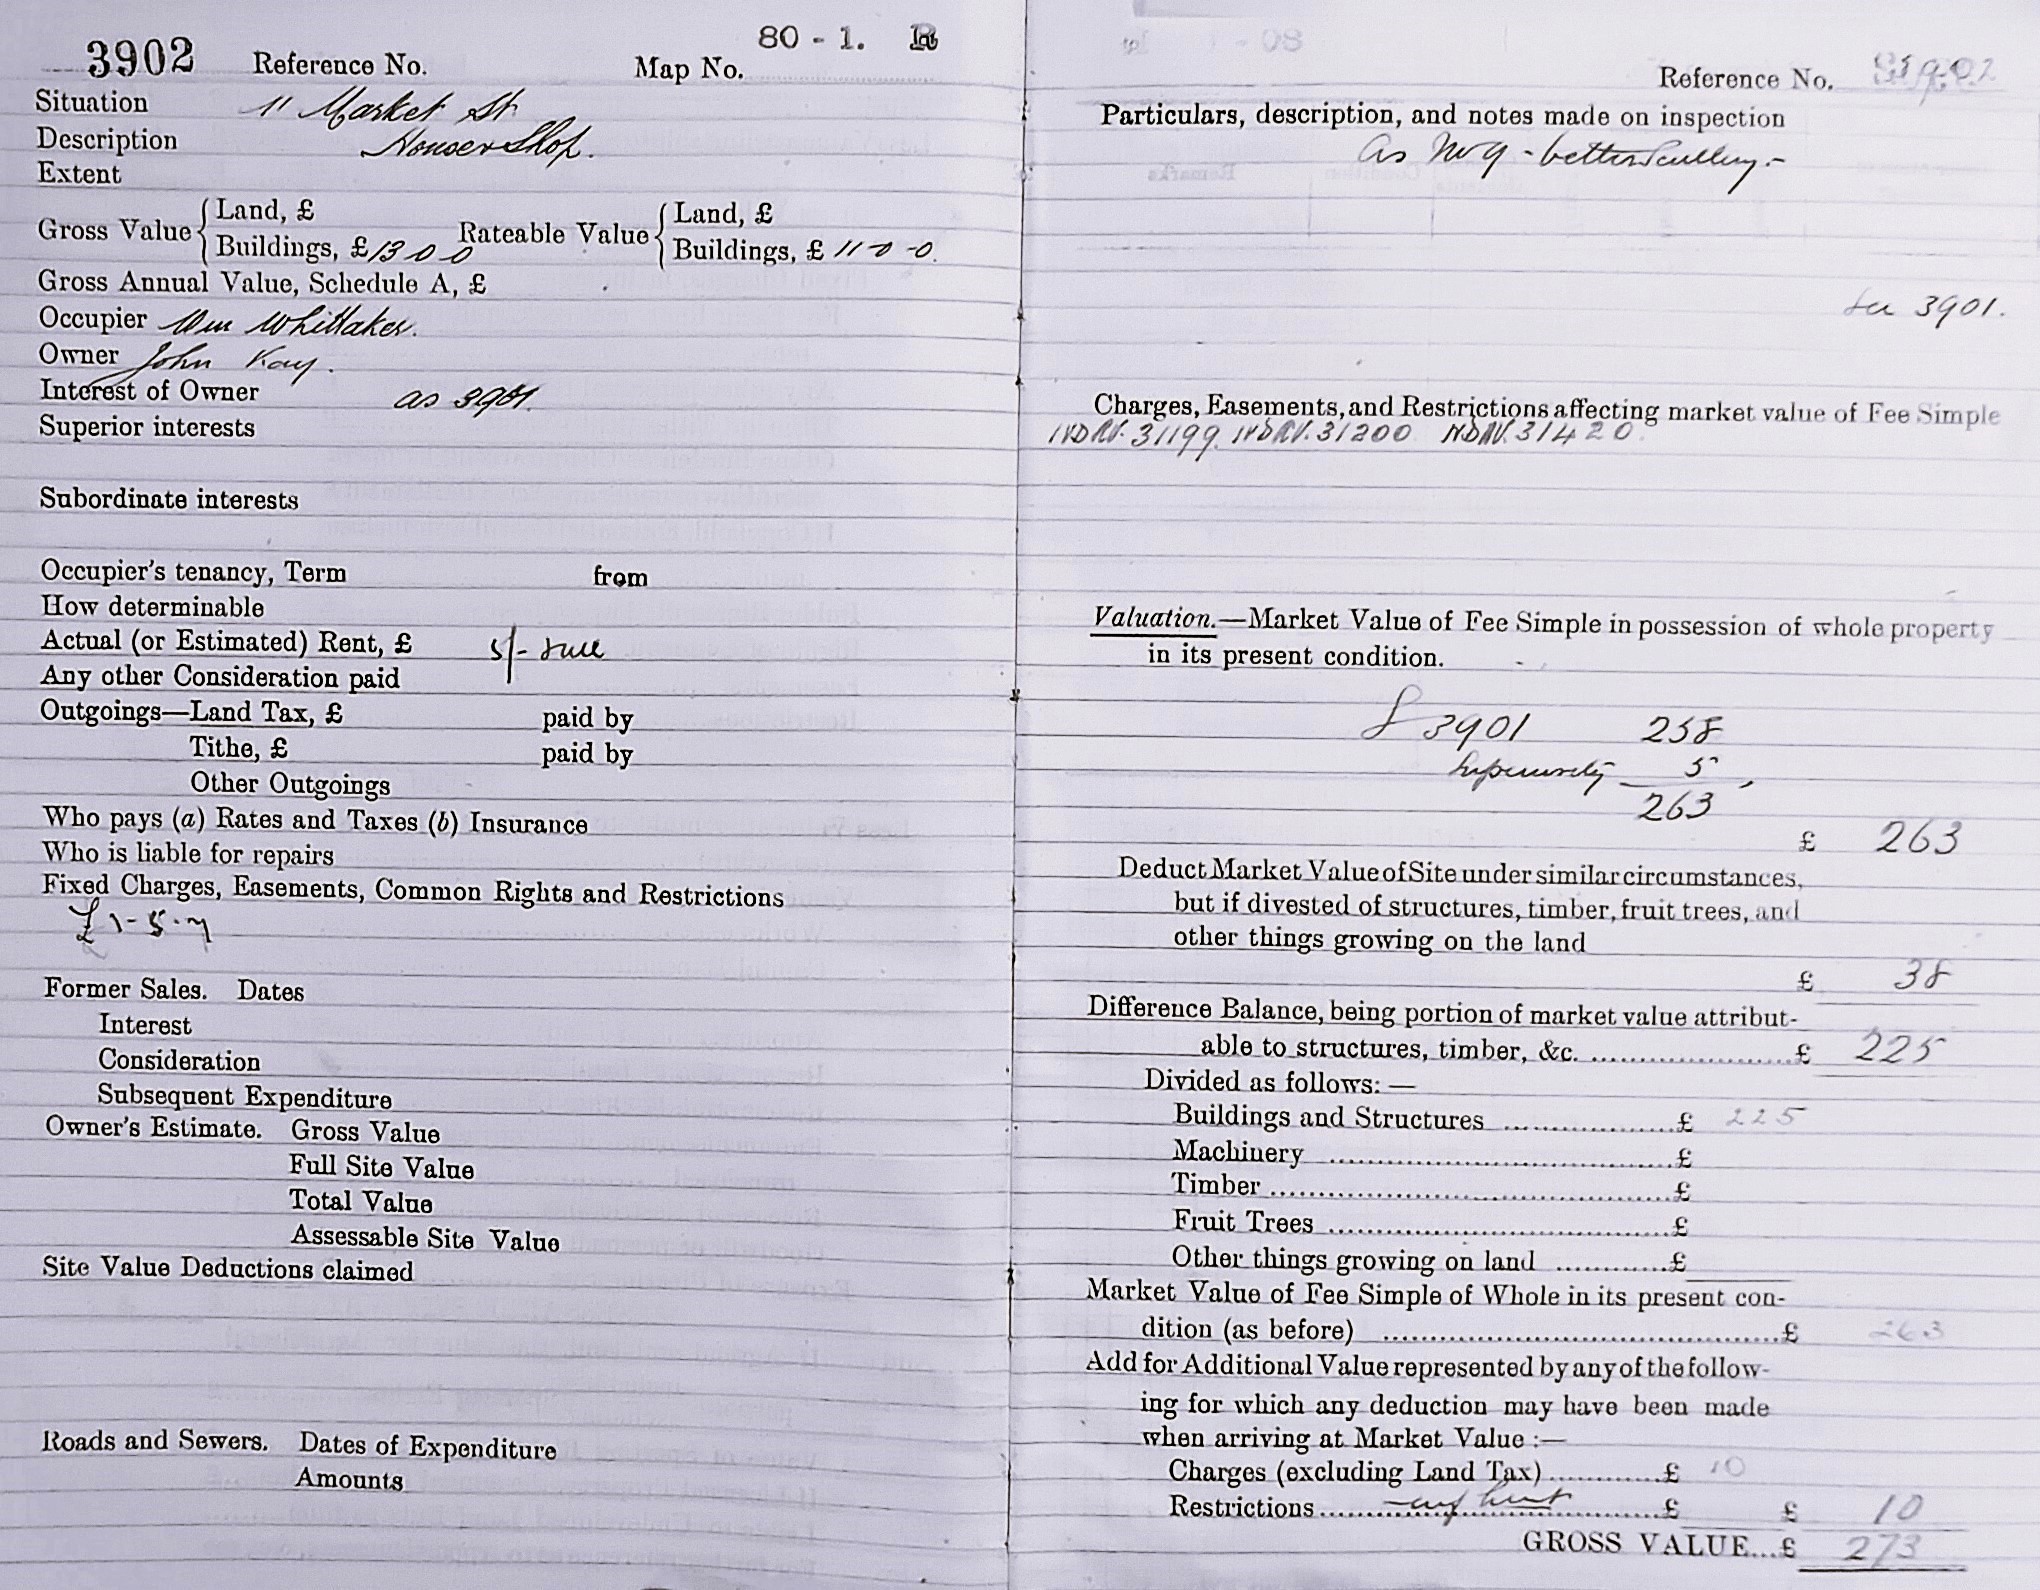 3902 Reference No. Map No. 80 - 1.
Situation 11 Market St.
Description House & Shop.
Extent
Gross Value { Land, £
Buildings, £ 13-0-0
Rateable Value { Land, £
Buildings, £ 11-0-0.
Gross Annual Value, Schedule A, £
Occupier Wm Whittaker.
Owner John Kay.
Interest of Owner as 3901.
Superior interests
Subordinate interests
Occupier's tenancy, Term from
How determinable
Actual (or Estimated) Rent, £ 5/-
Any other Consideration paid
Outgoings—Land Tax, £ paid by
Tithe, £ paid by
Other Outgoings
Who pays (a) Rates and Taxes (b) Insurance
Who is liable for repairs
Fixed Charges, Easements, Common Rights and Restrictions
£1-5-7
Former Sales. Dates
Interest
Consideration
Subsequent Expenditure
Owner's Estimate. Gross Value
Full Site Value
Total Value
Assessable Site Value
Site Value Deductions claimed
Roads and Sewers. Dates of Expenditure
Amounts
Reference No.
Particulars, description, and notes made on inspection
as No 9 - better scullery.-
See 3901.
Charges, Easements, and Restrictions affecting market value of Fee Simple
31199 31200 31420.
Valuation.—Market Value of Fee Simple in possession of whole property
in its present condition.
3901 258
Superiority 5
263
£ 263
Deduct Market Value of Site under similar circumstances,
but if divested of structures, timber, fruit trees, and
other things growing on the land
£ 38
Difference Balance, being portion of market value attribut-
able to structures, timber, &c. ........ £ 225
Divided as follows:—
Buildings and Structures ........ £ 225
Machinery ........ £
Timber ........ £
Fruit Trees ........ £
Other things growing on land ........ £
Market Value of Fee Simple of Whole in its present con-
dition (as before) ........ £ 263
Add for Additional Value represented by any of the follow-
ing for which any deduction may have been made
when arriving at Market Value :—
Charges (excluding Land Tax) ........ £ 10
Restrictions ........ £ £ 10
GROSS VALUE...£ 273